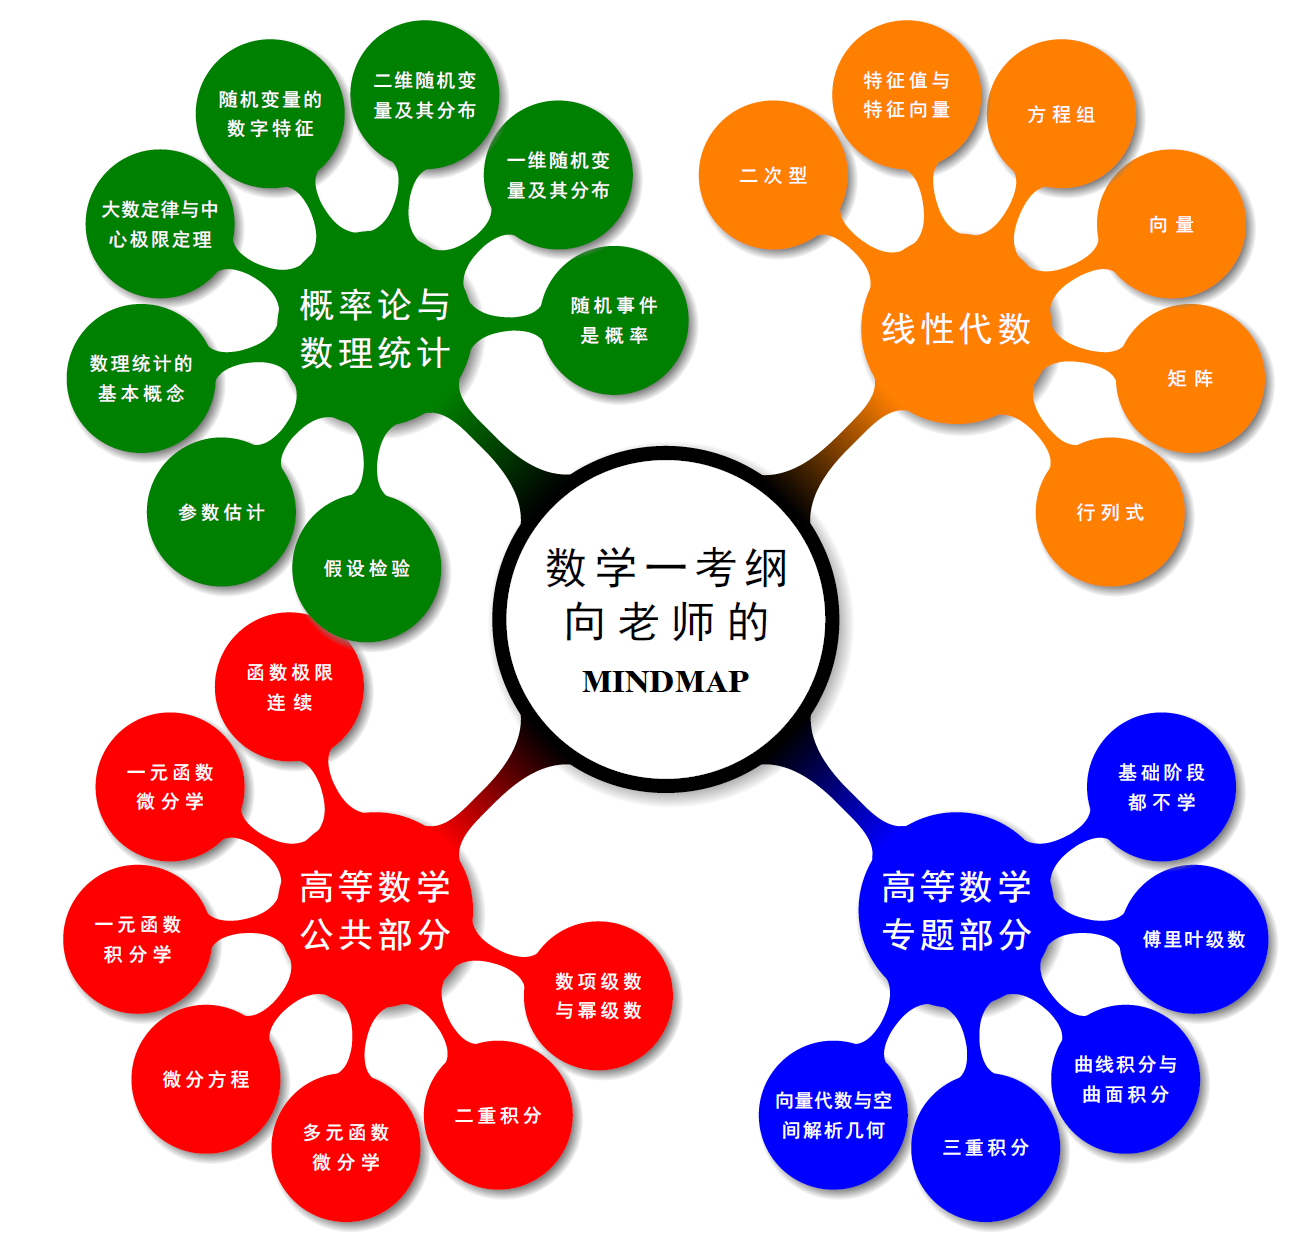 数学一考纲
向老师的
MINDMAP
概率论与
数理统计
随机事件
是概率
一维随机变
量及其分布
二维随机变
量及其分布
随机变量的
数字特征
大数定律与中
心极限定理
数理统计的
基本概念
参数估计
假设检验
线性代数
二次型
特征值与
特征向量
方程组
向量
矩阵
行列式
高等数学
公共部分
函数极限
连续
一元函数
微分学
一元函数
积分学
微分方程
多元函数
微分学
二重积分
数项级数
与幂级数
高等数学
专题部分
基础阶段
都不学
傅里叶级数
曲线积分与
曲面积分
三重积分
向量代数与空
间解析几何